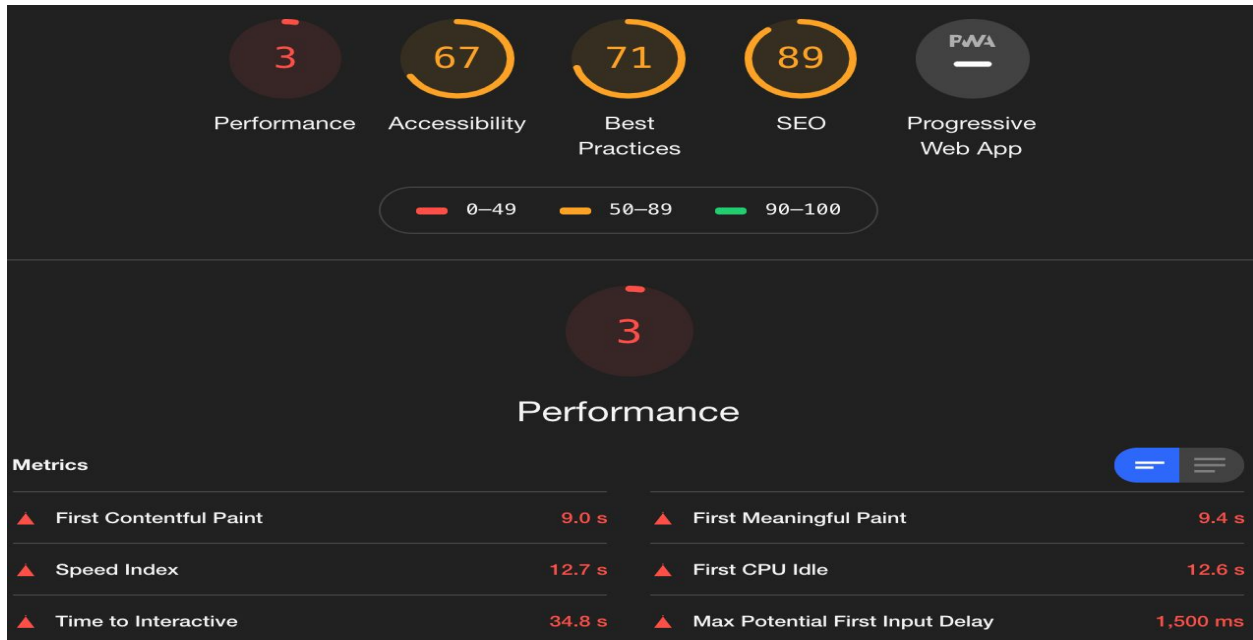 3 67 71 89 PWA
Performance Accessibility Best Practices SEO Progressive Web App
0–49 50–89 90–100
3
Performance
Metrics
First Contentful Paint 9.0 s First Meaningful Paint 9.4 s
Speed Index 12.7 s First CPU Idle 12.6 s
Time to Interactive 34.8 s Max Potential First Input Delay 1,500 ms